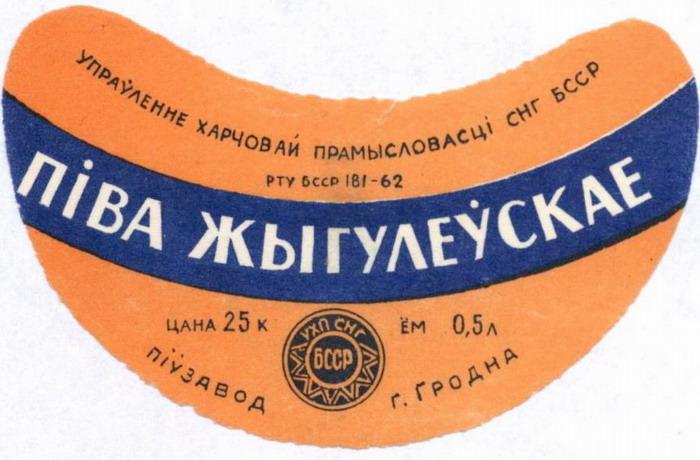 УПРАЎЛЕННЕ ХАРЧОВАЙ ПРАМЫСЛОВАСЦІ СНГ БССР
РТУ БССР 181-62
ПІВА ЖЫГУЛЕЎСКАЕ
ЦАНА 25 К
УХП СНГ
БССР
ЁМ 0,5 л
ПІЎЗАВОД
Г. ГРОДНА